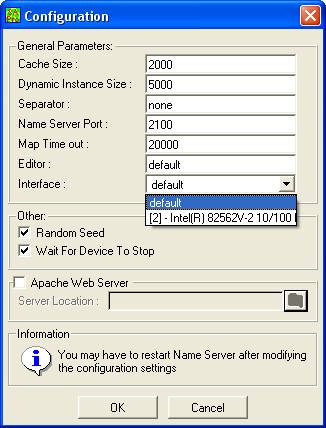 Configuration
General Parameters:
Cache Size : 2000
Dynamic Instance Size : 5000
Separator : none
Name Server Port : 2100
Map Time out : 20000
Editor : default
Interface : default
default
[2] - Intel(R) 82562V-2 10/100
Other:
Random Seed
Wait For Device To Stop
Apache Web Server
Server Location :
Information
You may have to restart Name Server after modifying
the configuration settings
OK Cancel